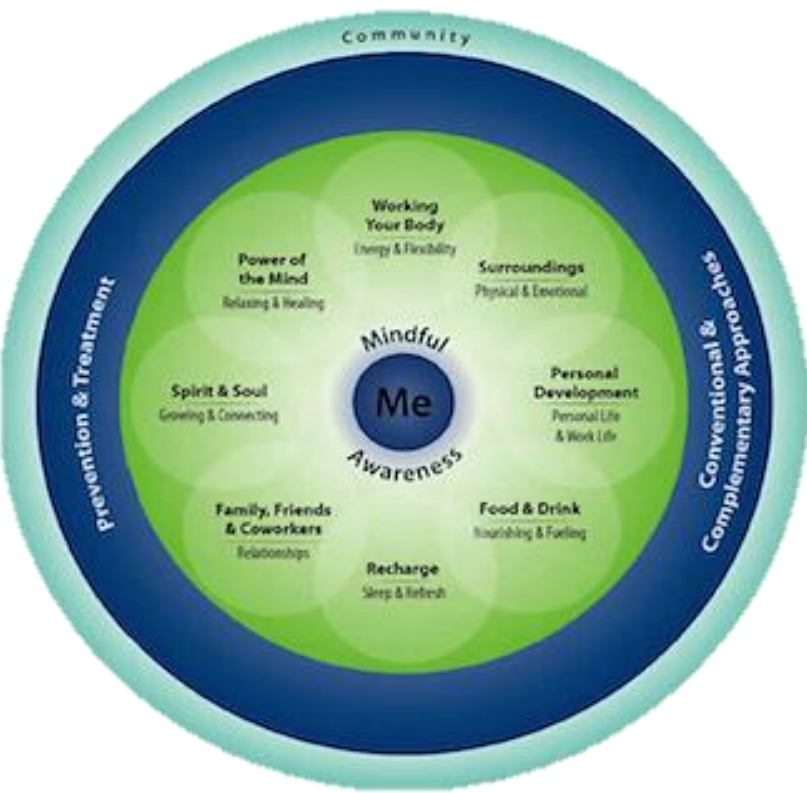 Community
Working
Your Body
Energy & Flexibility
Surroundings
Physical & Emotional
Personal
Development
Personal Life
& Work Life
Food & Drink
Nourishing & Fueling
Recharge
Sleep & Refresh
Family, Friends
& Coworkers
Relationships
Spirit & Soul
Growing & Connecting
Power of
the Mind
Relaxing & Healing
Mindful
Me
Awareness
Prevention & Treatment
Conventional &
Complementary Approaches